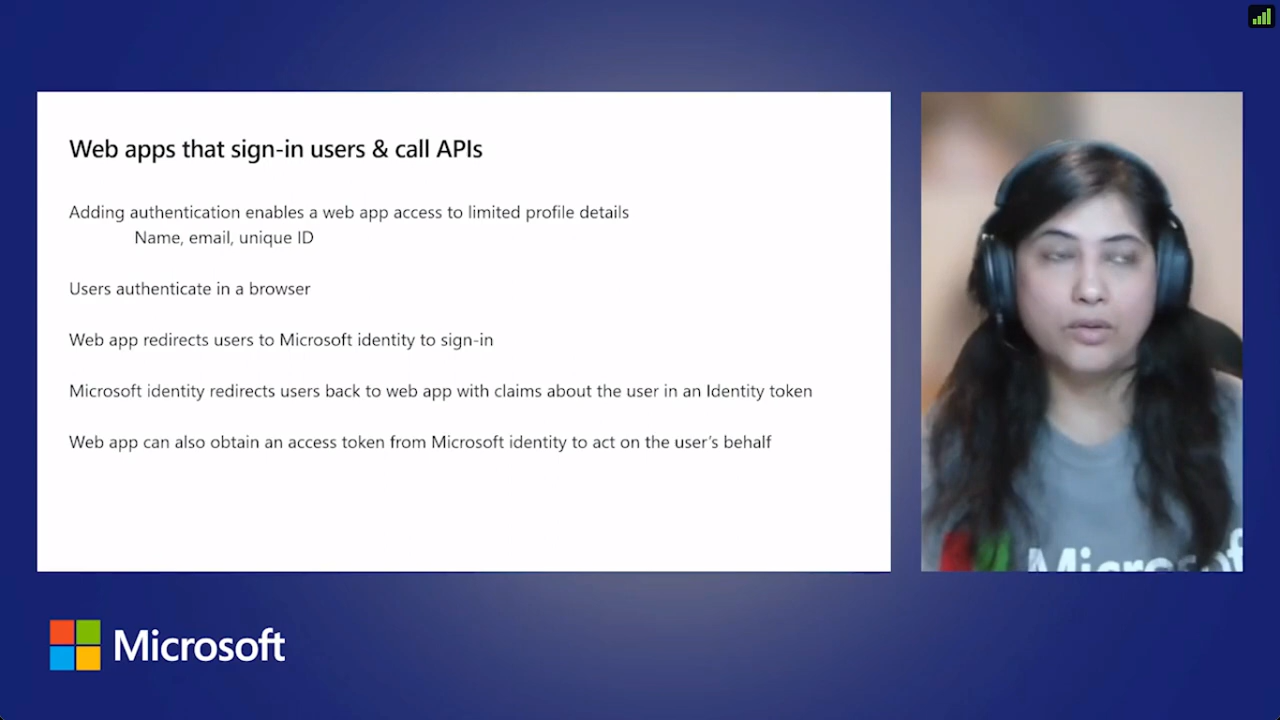 Web apps that sign-in users & call APIs
Adding authentication enables a web app access to limited profile details
Name, email, unique ID
Users authenticate in a browser
Web app redirects users to Microsoft identity to sign-in
Microsoft identity redirects users back to web app with claims about the user in an Identity token
Web app can also obtain an access token from Microsoft identity to act on the user’s behalf
Microsof
Microsoft